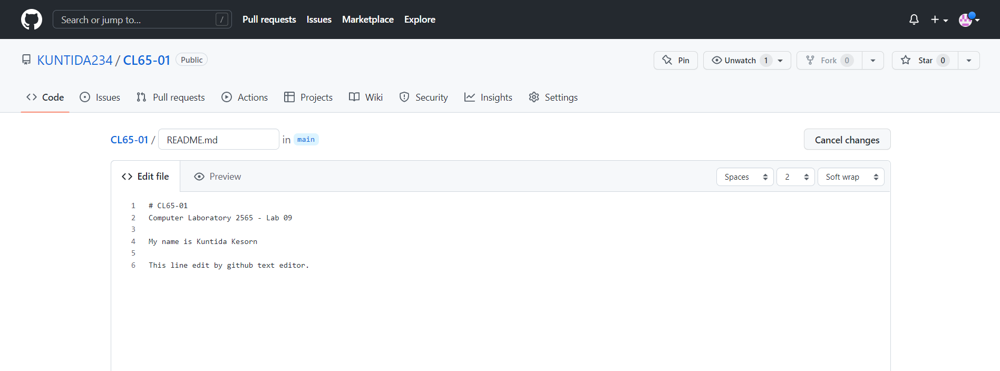 Search or jump to... /
Pull requests Issues Marketplace Explore
KUNTIDA234 / CL65-01 Public
Pin
Unwatch 1
Fork 0
Star 0
Code Issues Pull requests Actions Projects Wiki Security Insights Settings
CL65-01 / README.md in main
Cancel changes
Edit file Preview
Spaces 2 Soft wrap
1 # CL65-01
2 Computer Laboratory 2565 - Lab 09
3
4 My name is Kuntida Kesorn
5
6 This line edit by github text editor.